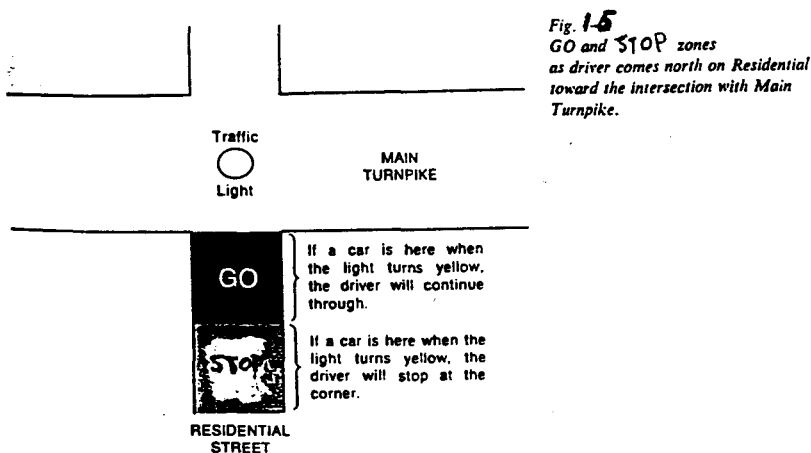 Fig. 1-5
GO and STOP zones
as driver comes north on Residential
toward the intersection with Main
Turnpike.
Traffic
Light
MAIN
TURNPIKE
GO
If a car is here when
the light turns yellow,
the driver will continue
through.
STOP
If a car is here when the
light turns yellow, the
driver will stop at the
corner.
RESIDENTIAL
STREET